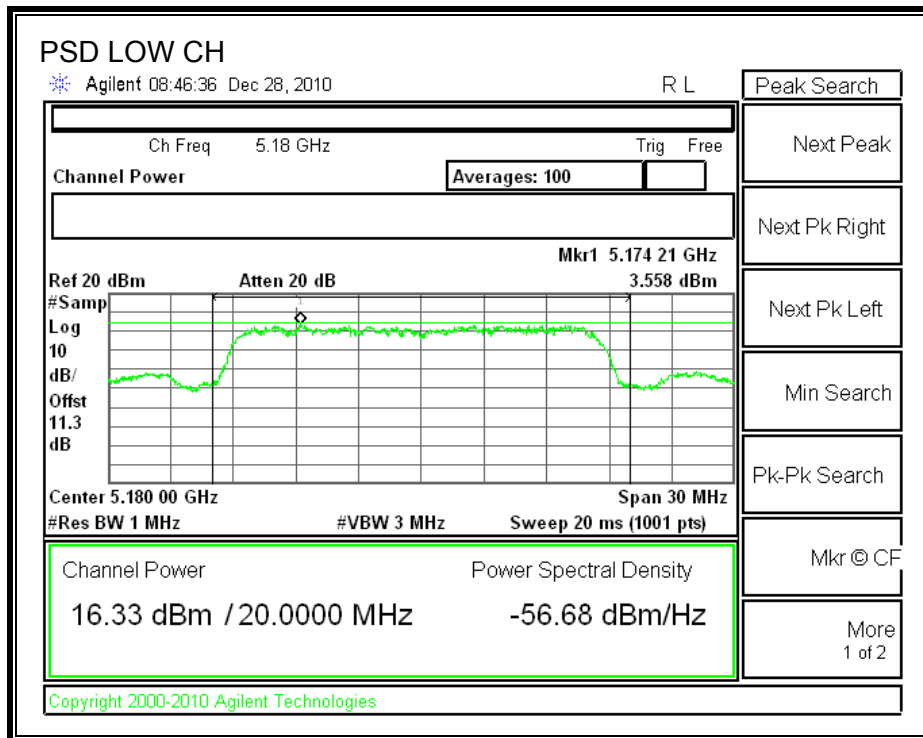 PSD LOW CH
Agilent 08:46:36 Dec 28, 2010 R L
Peak Search
Ch Freq 5.18 GHz Trig Free
Channel Power Averages: 100
Mkr1 5.174 21 GHz
Ref 20 dBm Atten 20 dB 3.558 dBm
#Samp
Log
10
dB/
Offst
11.3
dB
1
Center 5.180 00 GHz Span 30 MHz
#Res BW 1 MHz #VBW 3 MHz Sweep 20 ms (1001 pts)
Channel Power Power Spectral Density
16.33 dBm / 20.0000 MHz -56.68 dBm/Hz
Next Peak
Next Pk Right
Next Pk Left
Min Search
Pk-Pk Search
Mkr © CF
More
1 of 2
Copyright 2000-2010 Agilent Technologies